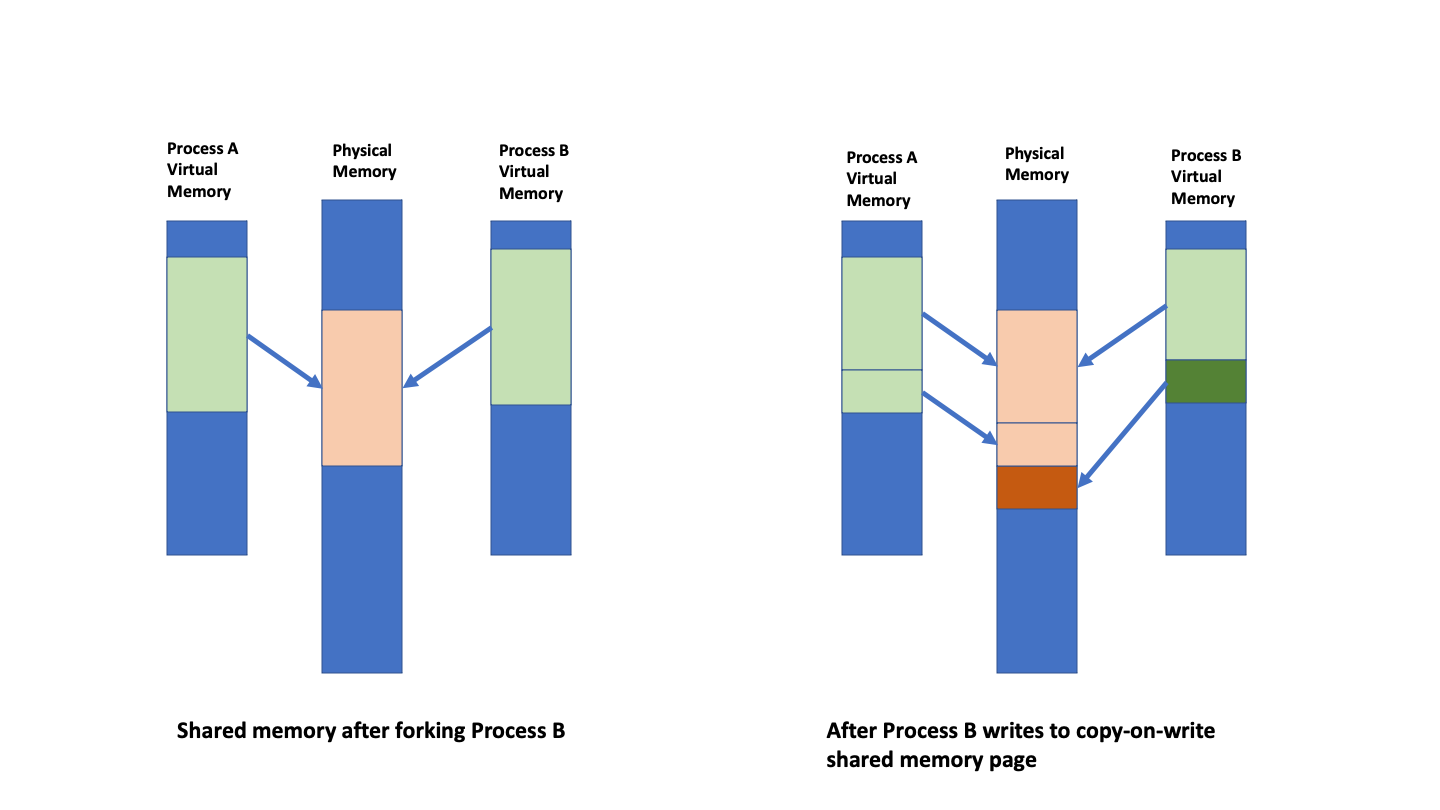 Process A
Virtual
Memory
Physical
Memory
Process B
Virtual
Memory
Shared memory after forking Process B
Process A
Virtual
Memory
Physical
Memory
Process B
Virtual
Memory
After Process B writes to copy-on-write
shared memory page